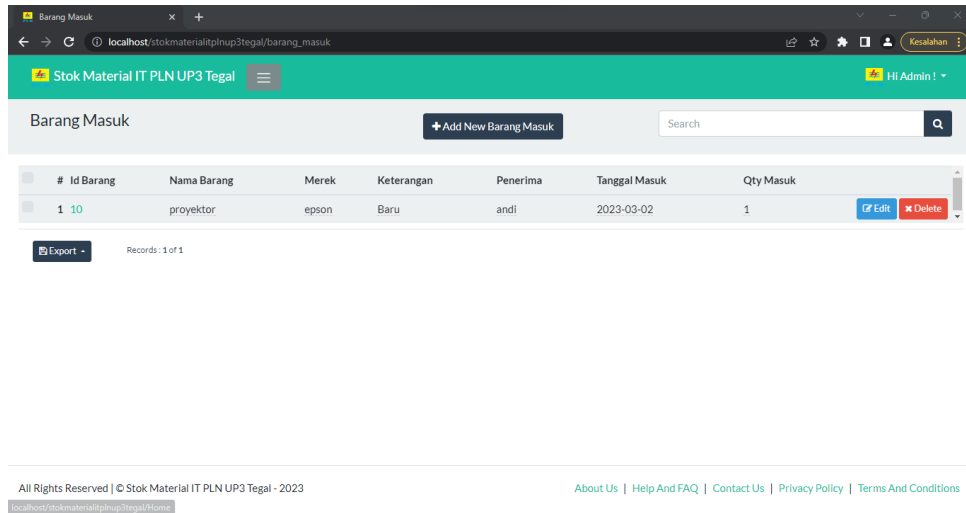 Barang Masuk
localhost/stokmaterialitplnup3tegal/barang_masuk
Kesalahan
Stok Material IT PLN UP3 Tegal
Hi Admin !
Barang Masuk
Add New Barang Masuk
Search
# Id Barang Nama Barang Merek Keterangan Penerima Tanggal Masuk Qty Masuk
1 10 proyektor epson Baru andi 2023-03-02 1 Edit Delete
Export
Records : 1 of 1
All Rights Reserved | © Stok Material IT PLN UP3 Tegal - 2023
About Us | Help And FAQ | Contact Us | Privacy Policy | Terms And Conditions
localhost/stokmaterialitplnup3tegal/Home